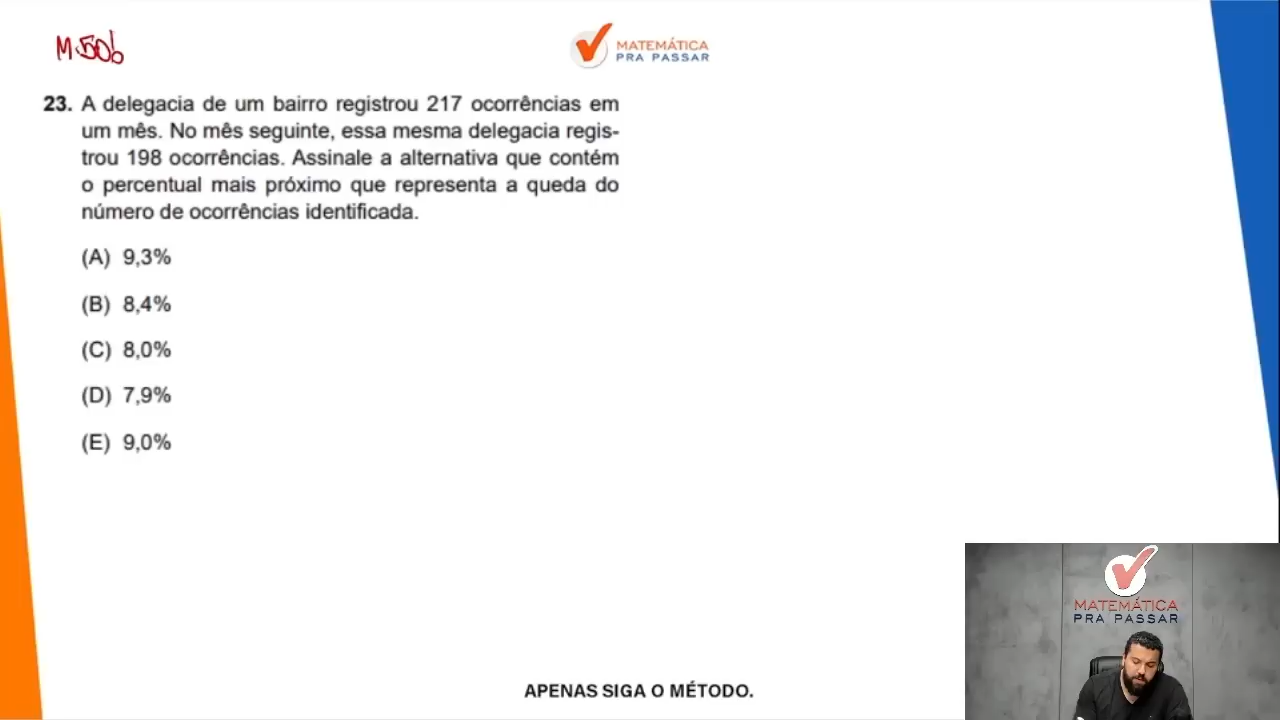 M.50b
MATEMÁTICA
PRA PASSAR
23. A delegacia de um bairro registrou 217 ocorrências em
um mês. No mês seguinte, essa mesma delegacia regis-
trou 198 ocorrências. Assinale a alternativa que contém
o percentual mais próximo que representa a queda do
número de ocorrências identificada.
(A) 9,3%
(B) 8,4%
(C) 8,0%
(D) 7,9%
(E) 9,0%
MATEMÁTICA
PRA PASSAR
APENAS SIGA O MÉTODO.